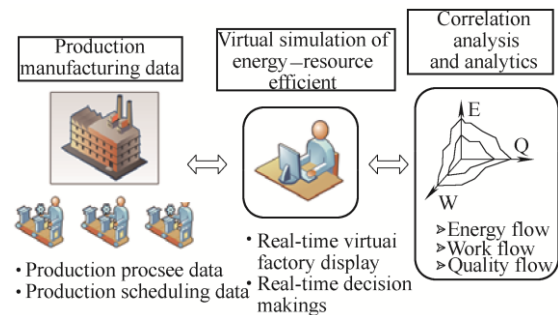 Production
manufacturing data
Virtual simulation of
energy–resource
efficient
Correlation
analysis
and analytics
E
Q
W
• Production procsee data
• Production scheduling data
• Real-time virtuai
factory display
• Real-time decision
makings
➢Energy flow
➢Work flow
➢Quality flow